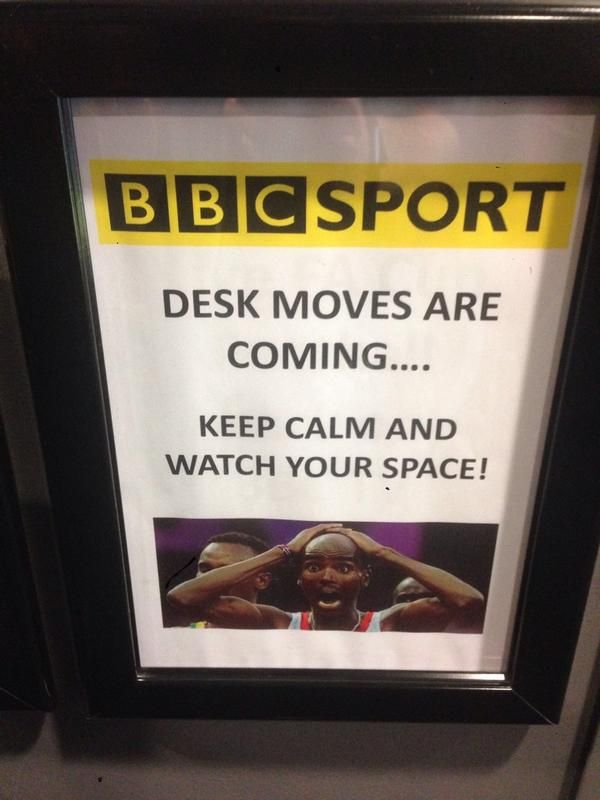 BBC SPORT
DESK MOVES ARE
COMING....
KEEP CALM AND
WATCH YOUR SPACE!